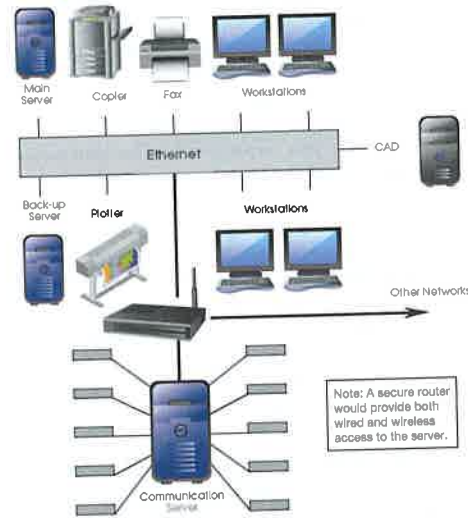 Main
Server
Copier
Fax
Workstations
Ethernet
CAD
Back-up
Server
Plotter
Workstations
Other Networks
Note: A secure router
would provide both
wired and wireless
access to the server.
Communication
Server